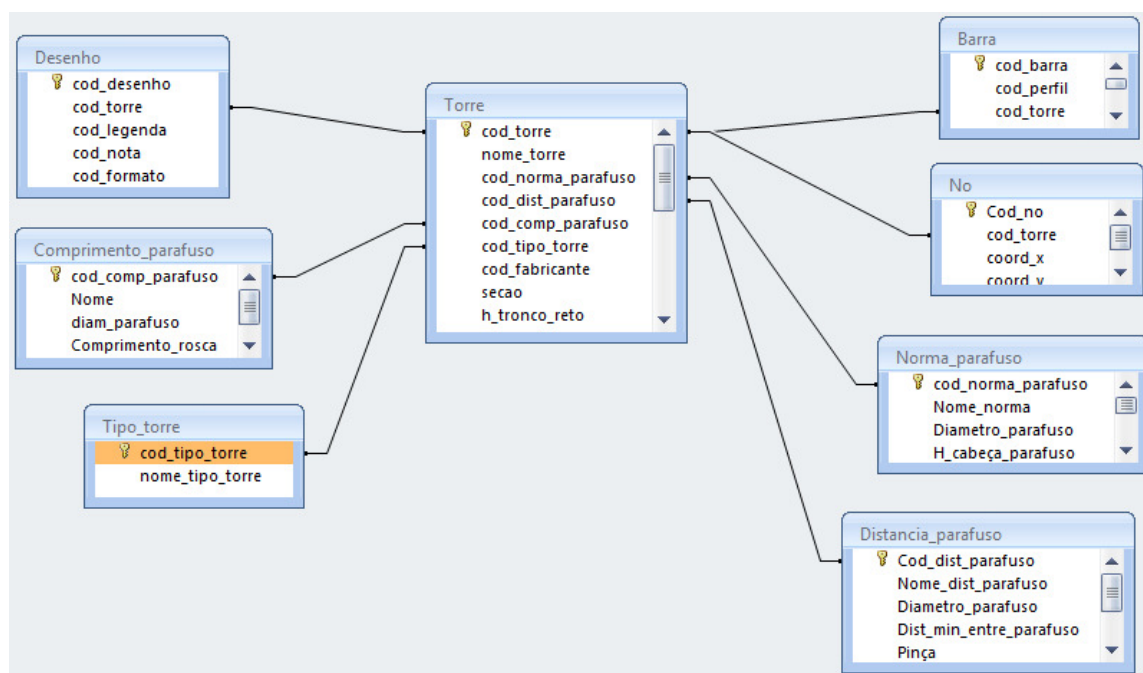 Desenho
cod_desenho
cod_torre
cod_legenda
cod_nota
cod_formato
Comprimento_parafuso
cod_comp_parafuso
Nome
diam_parafuso
Comprimento_rosca
Tipo_torre
cod_tipo_torre
nome_tipo_torre
Torre
cod_torre
nome_torre
cod_norma_parafuso
cod_dist_parafuso
cod_comp_parafuso
cod_tipo_torre
cod_fabricante
secao
h_tronco_reto
Barra
cod_barra
cod_perfil
cod_torre
No
Cod_no
cod_torre
coord_x
coord_y
Norma_parafuso
cod_norma_parafuso
Nome_norma
Diametro_parafuso
H_cabeça_parafuso
Distancia_parafuso
Cod_dist_parafuso
Nome_dist_parafuso
Diametro_parafuso
Dist_min_entre_parafuso
Pinça